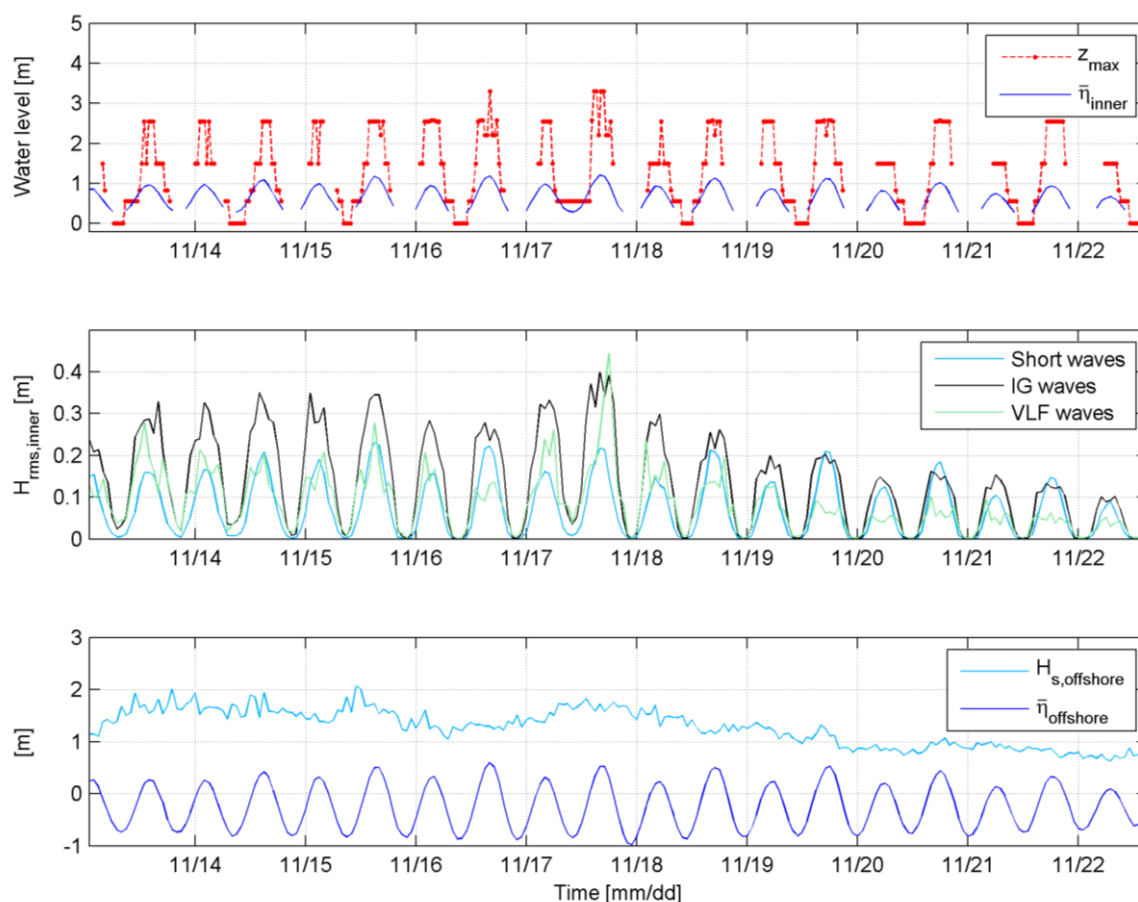 Water level [m]
5
4
3
2
1
0
z_max
η̄_inner
11/14 11/15 11/16 11/17 11/18 11/19 11/20 11/21 11/22
H_rms,inner [m]
0.4
0.3
0.2
0.1
0
Short waves
IG waves
VLF waves
11/14 11/15 11/16 11/17 11/18 11/19 11/20 11/21 11/22
[m]
3
2
1
0
-1
H_s,offshore
η̄_offshore
11/14 11/15 11/16 11/17 11/18 11/19 11/20 11/21 11/22
Time [mm/dd]